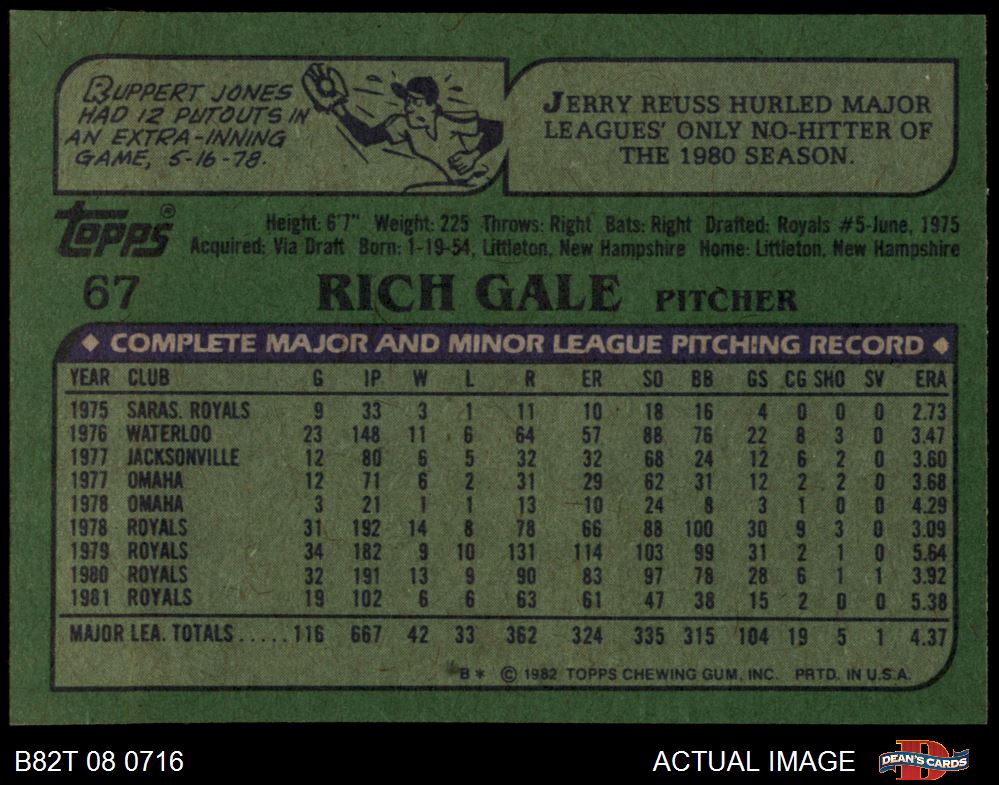 RUPPERT JONES
HAD 12 PUTOUTS IN
AN EXTRA-INNING
GAME, 5-16-78.
JERRY REUSS HURLED MAJOR
LEAGUES' ONLY NO-HITTER OF
THE 1980 SEASON.
TOPPS®
Height: 6'7" Weight: 225 Throws: Right Bats: Right Drafted: Royals #5-June, 1975
Acquired: Via Draft Born: 1-19-54, Littleton, New Hampshire Home: Littleton, New Hampshire
67 RICH GALE PITCHER
COMPLETE MAJOR AND MINOR LEAGUE PITCHING RECORD
YEAR CLUB G IP W L R ER SO BB GS CG SHO SV ERA
1975 SARAS. ROYALS 9 33 3 1 11 10 18 16 4 0 0 0 2.73
1976 WATERLOO 23 148 11 6 64 57 88 76 22 8 3 0 3.47
1977 JACKSONVILLE 12 80 6 5 32 32 68 24 12 6 2 0 3.60
1977 OMAHA 12 71 6 2 31 29 62 31 12 2 2 0 3.68
1978 OMAHA 3 21 1 1 13 10 24 8 3 1 0 0 4.29
1978 ROYALS 31 192 14 8 78 66 88 100 30 9 3 0 3.09
1979 ROYALS 34 182 9 10 131 114 103 99 31 2 1 0 5.64
1980 ROYALS 32 191 13 9 90 83 97 78 28 6 1 1 3.92
1981 ROYALS 19 102 6 6 63 61 47 38 15 2 0 0 5.38
MAJOR LEA. TOTALS.....116 667 42 33 362 324 335 315 104 19 5 1 4.37
B* © 1982 TOPPS CHEWING GUM, INC. PRTD. IN U.S.A.
B82T 08 0716 ACTUAL IMAGE D DEAN'S CARDS